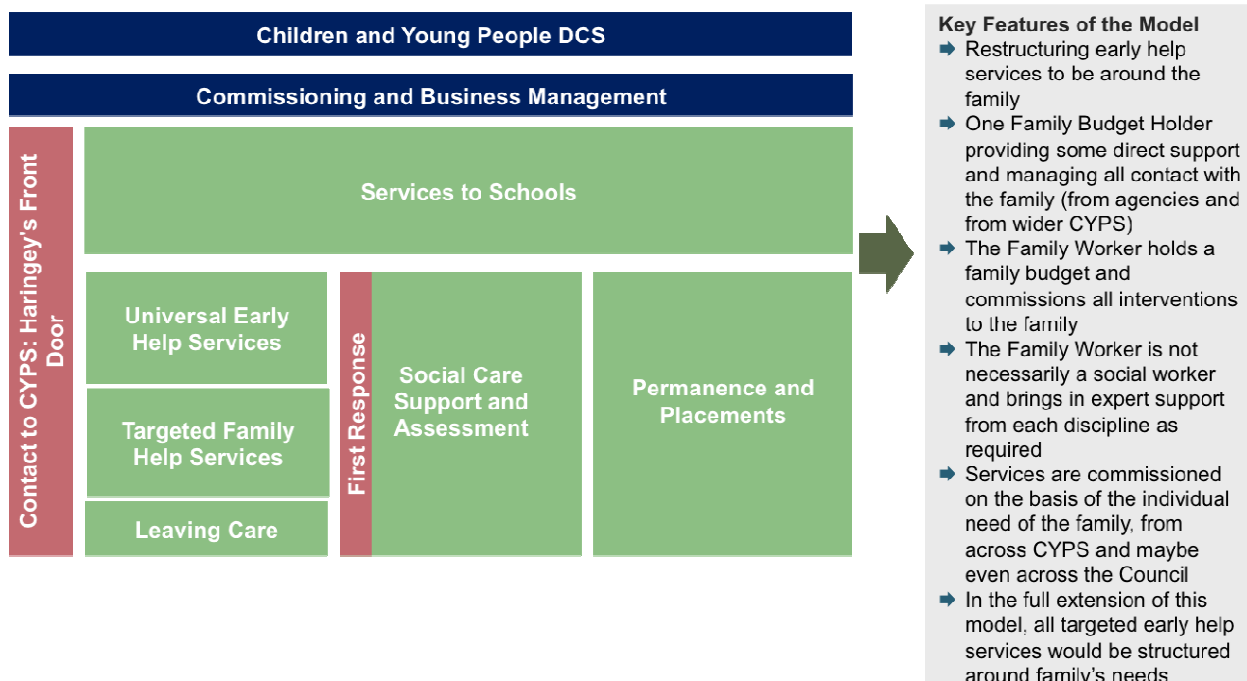 Children and Young People DCS
Commissioning and Business Management
Contact to CYPS: Haringey's Front
Door
Services to Schools
Universal Early
Help Services
Targeted Family
Help Services
Leaving Care
First Response
Social Care
Support and
Assessment
Permanence and
Placements
Key Features of the Model
Restructuring early help
services to be around the
family
One Family Budget Holder
providing some direct support
and managing all contact with
the family (from agencies and
from wider CYPS)
The Family Worker holds a
family budget and
commissions all interventions
to the family
The Family Worker is not
necessarily a social worker
and brings in expert support
from each discipline as
required
Services are commissioned
on the basis of the individual
need of the family, from
across CYPS and maybe
even across the Council
In the full extension of this
model, all targeted early help
services would be structured
around family's needs